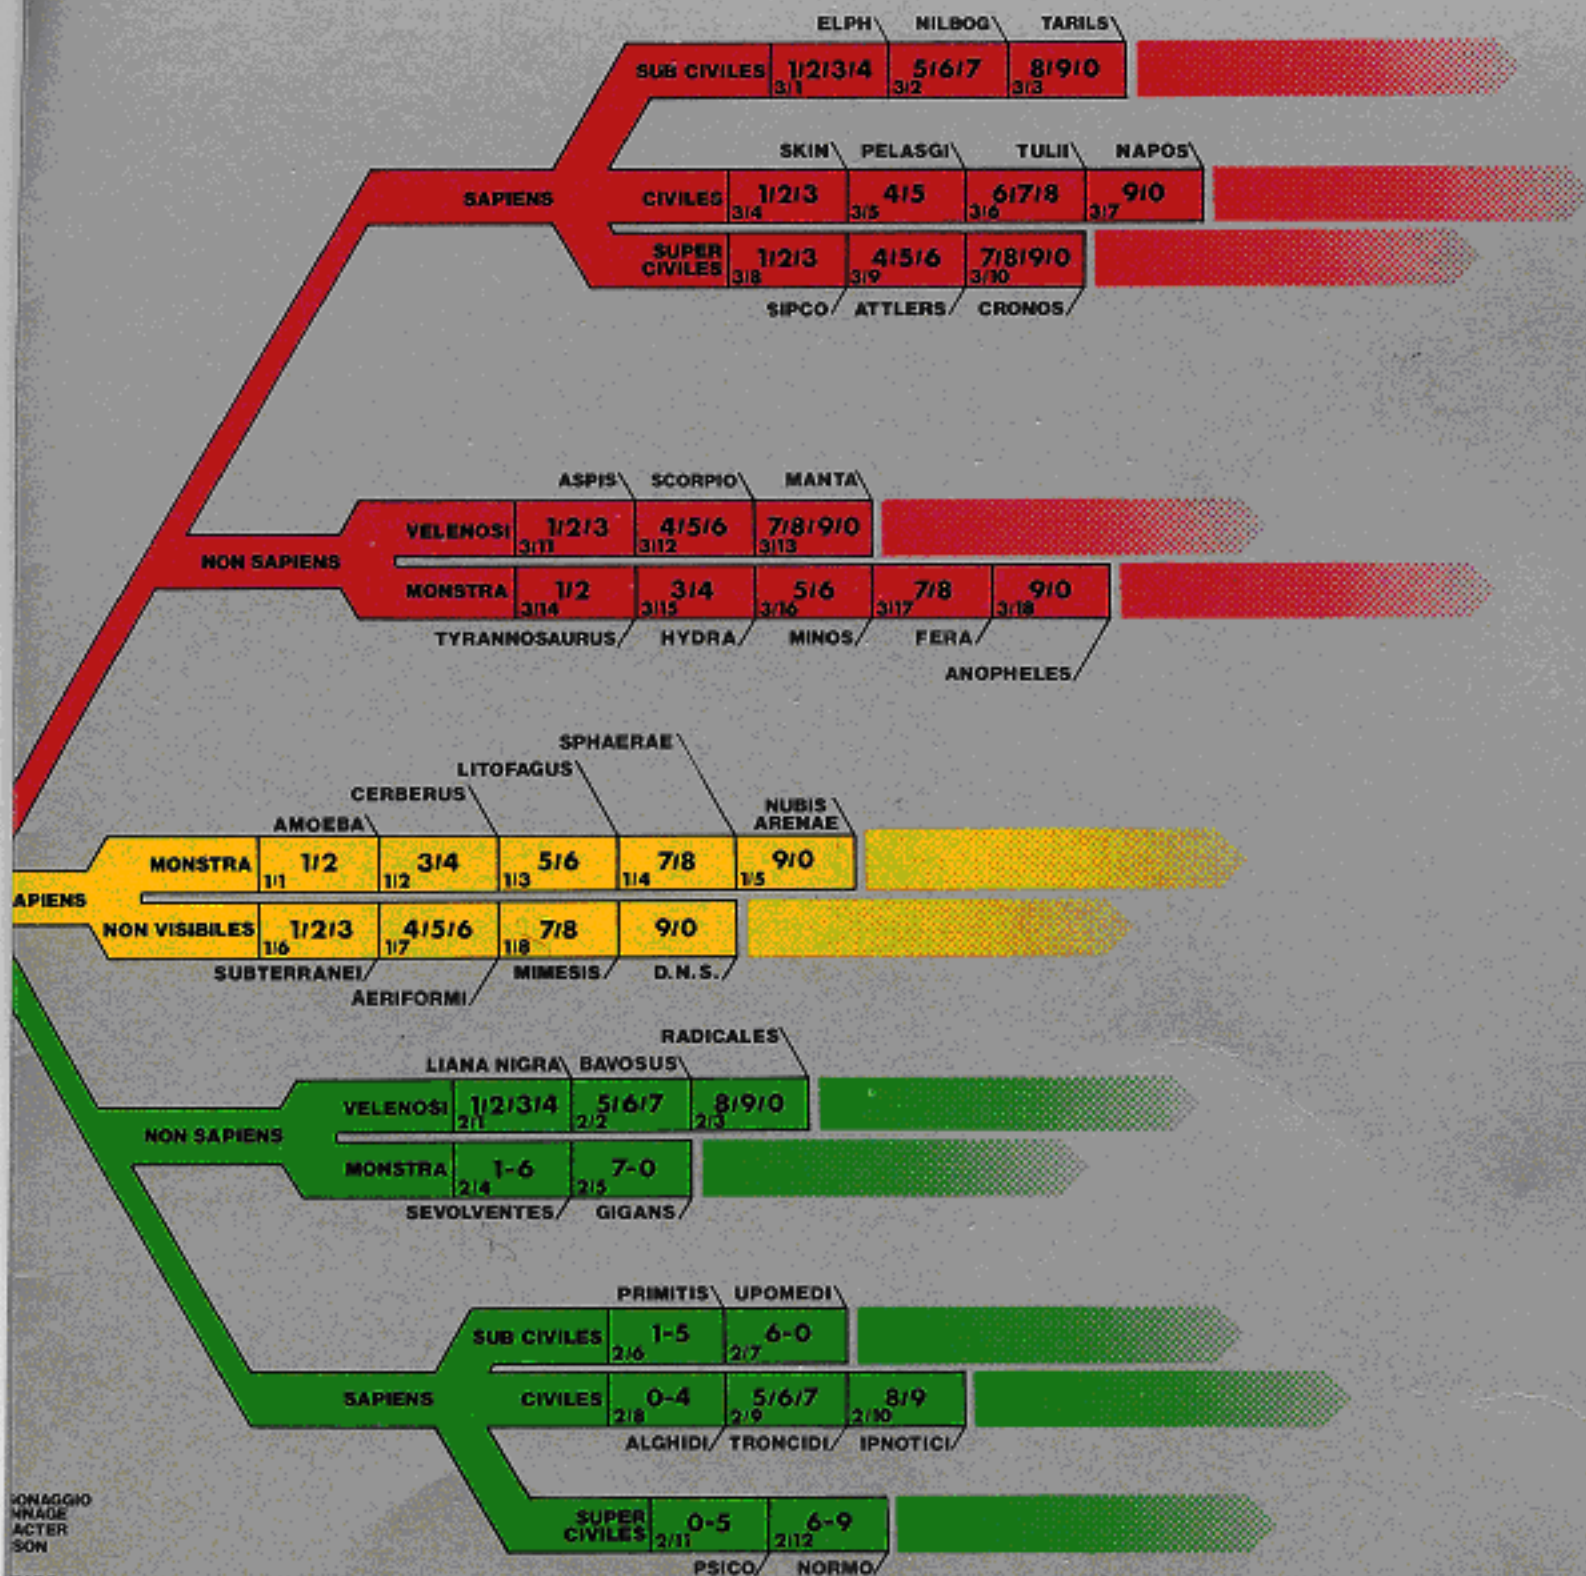 ELPH NILBOG TARILS
SUB CIVILES 1/2/3/4 5/6/7 8/9/0
3/1 3/2 3/3
SKIN PELASGI TULII NAPOS
SAPIENS
CIVILES 1/2/3 4/5 6/7/8 9/0
3/4 3/5 3/6 3/7
SUPER
CIVILES 1/2/3 4/5/6 7/8/9/0
3/8 3/9 3/10
SIPCO ATTLERS CRONOS
ASPIS SCORPIO MANTA
VELENOSI 1/2/3 4/5/6 7/8/9/0
3/11 3/12 3/13
NON SAPIENS
MONSTRA 1/2 3/4 5/6 7/8 9/0
3/14 3/15 3/16 3/17 3/18
TYRANNOSAURUS HYDRA MINOS FERA
ANOPHELES
SPHAERAE
LITOFAGUS
CERBERUS
NUBIS
AMOEBA ARENAE
MONSTRA 1/2 3/4 5/6 7/8 9/0
1/1 1/2 1/3 1/4 1/5
APIENS
NON VISIBILES 1/2/3 4/5/6 7/8 9/0
1/6 1/7 1/8
SUBTERRANEI MIMESIS D.N.S.
AERIFORMI
RADICALES
LIANA NIGRA BAVOSUS
VELENOSI 1/2/3/4 5/6/7 8/9/0
2/1 2/2 2/3
NON SAPIENS
MONSTRA 1-6 7-0
2/4 2/5
SEVOLVENTES GIGANS
PRIMITIS UPOMEDI
SUB CIVILES 1-5 6-0
2/6 2/7
SAPIENS
CIVILES 0-4 5/6/7 8/9
2/8 2/9 2/10
ALGHIDI TRONCIDI IPNOTICI
SUPER
CIVILES 0-5 6-9
2/11 2/12
PSICO NORMO
ONAGGIO
NNAGE
ACTER
SON